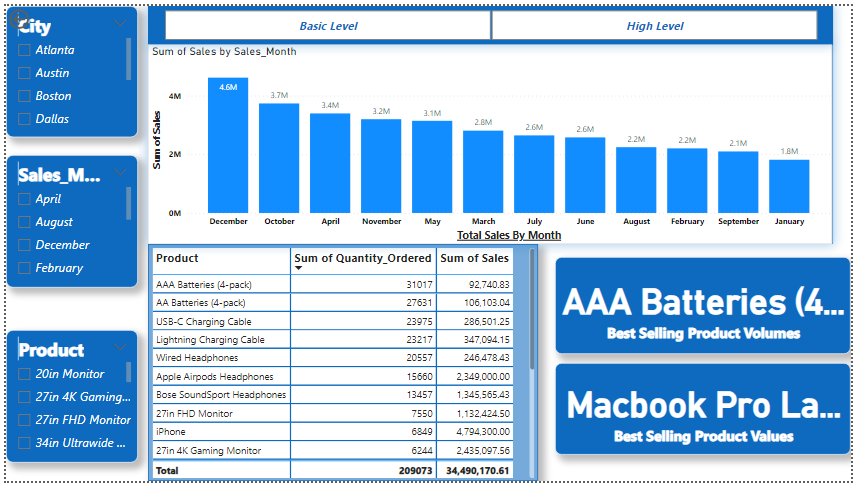 City
Atlanta
Austin
Boston
Dallas
Sales_M...
April
August
December
February
Product
20in Monitor
27in 4K Gaming...
27in FHD Monitor
34in Ultrawide ...
Basic Level
High Level
Sum of Sales by Sales_Month
Sum of Sales
4M
2M
0M
4.6M
3.7M
3.4M
3.2M
3.1M
2.8M
2.6M
2.6M
2.2M
2.2M
2.1M
1.8M
December October April November May March July June August February September January
Total Sales By Month
Product Sum of Quantity_Ordered Sum of Sales
AAA Batteries (4-pack) 31017 92,740.83
AA Batteries (4-pack) 27631 106,103.04
USB-C Charging Cable 23975 286,501.25
Lightning Charging Cable 23217 347,094.15
Wired Headphones 20557 246,478.43
Apple Airpods Headphones 15660 2,349,000.00
Bose SoundSport Headphones 13457 1,345,565.43
27in FHD Monitor 7550 1,132,424.50
iPhone 6849 4,794,300.00
27in 4K Gaming Monitor 6244 2,435,097.56
Total 209073 34,490,170.61
AAA Batteries (4...
Best Selling Product Volumes
Macbook Pro La...
Best Selling Product Values